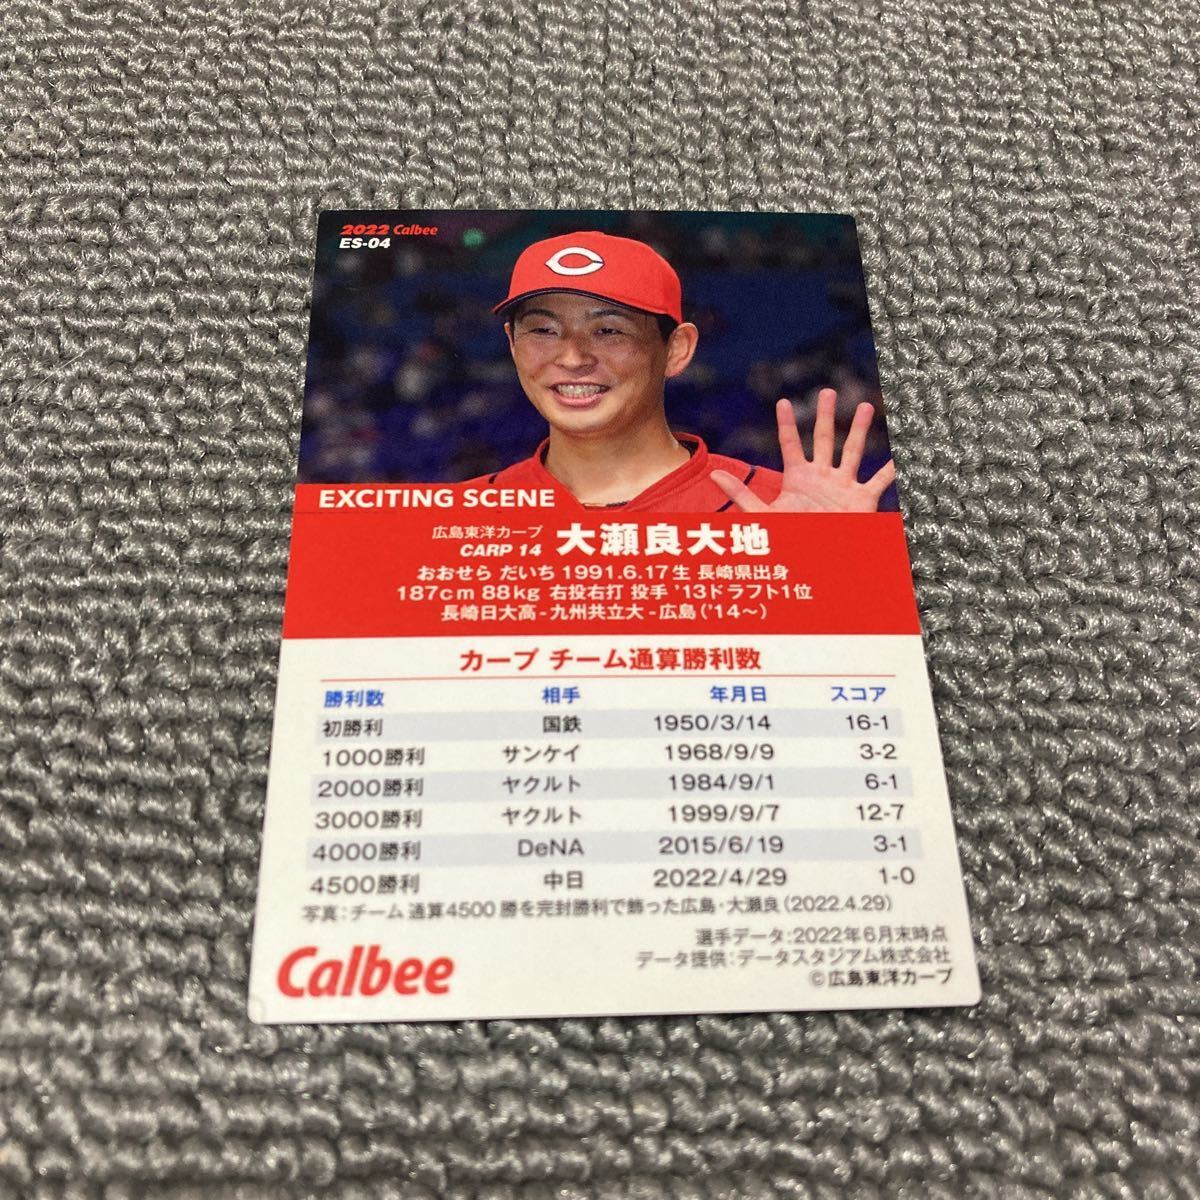 2022 Calbee
ES-04
C
EXCITING SCENE
広島東洋カープ
CARP 14 大瀬良大地
おおせら だいち 1991.6.17生 長崎県出身
187cm 88kg 右投右打 投手 '13ドラフト1位
長崎日大高-九州共立大-広島('14～)
カープ チーム通算勝利数
勝利数 相手 年月日 スコア
初勝利 国鉄 1950/3/14 16-1
1000勝利 サンケイ 1968/9/9 3-2
2000勝利 ヤクルト 1984/9/1 6-1
3000勝利 ヤクルト 1999/9/7 12-7
4000勝利 DeNA 2015/6/19 3-1
4500勝利 中日 2022/4/29 1-0
写真:チーム通算4500勝を完封勝利で飾った広島・大瀬良(2022.4.29)
選手データ:2022年6月末時点
データ提供:データスタジアム株式会社
©広島東洋カープ
Calbee